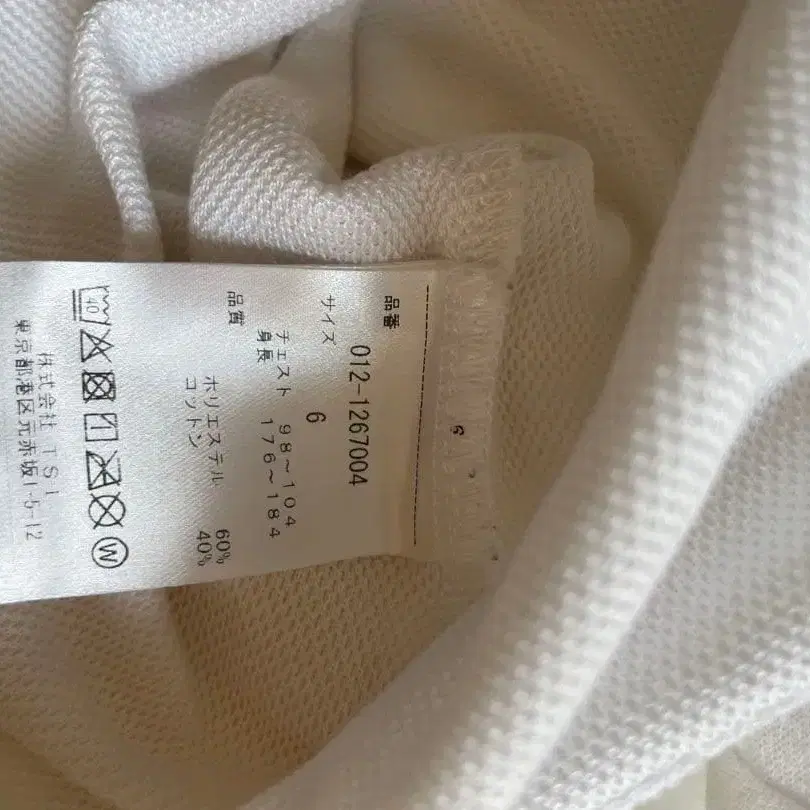 6
品番 012-1267004
サイズ 6
チェスト 98~104
身長 176~184
品質
ポリエステル 60%
コットン 40%
40
W
株式会社 TSI
東京都港区元赤坂1-5-12